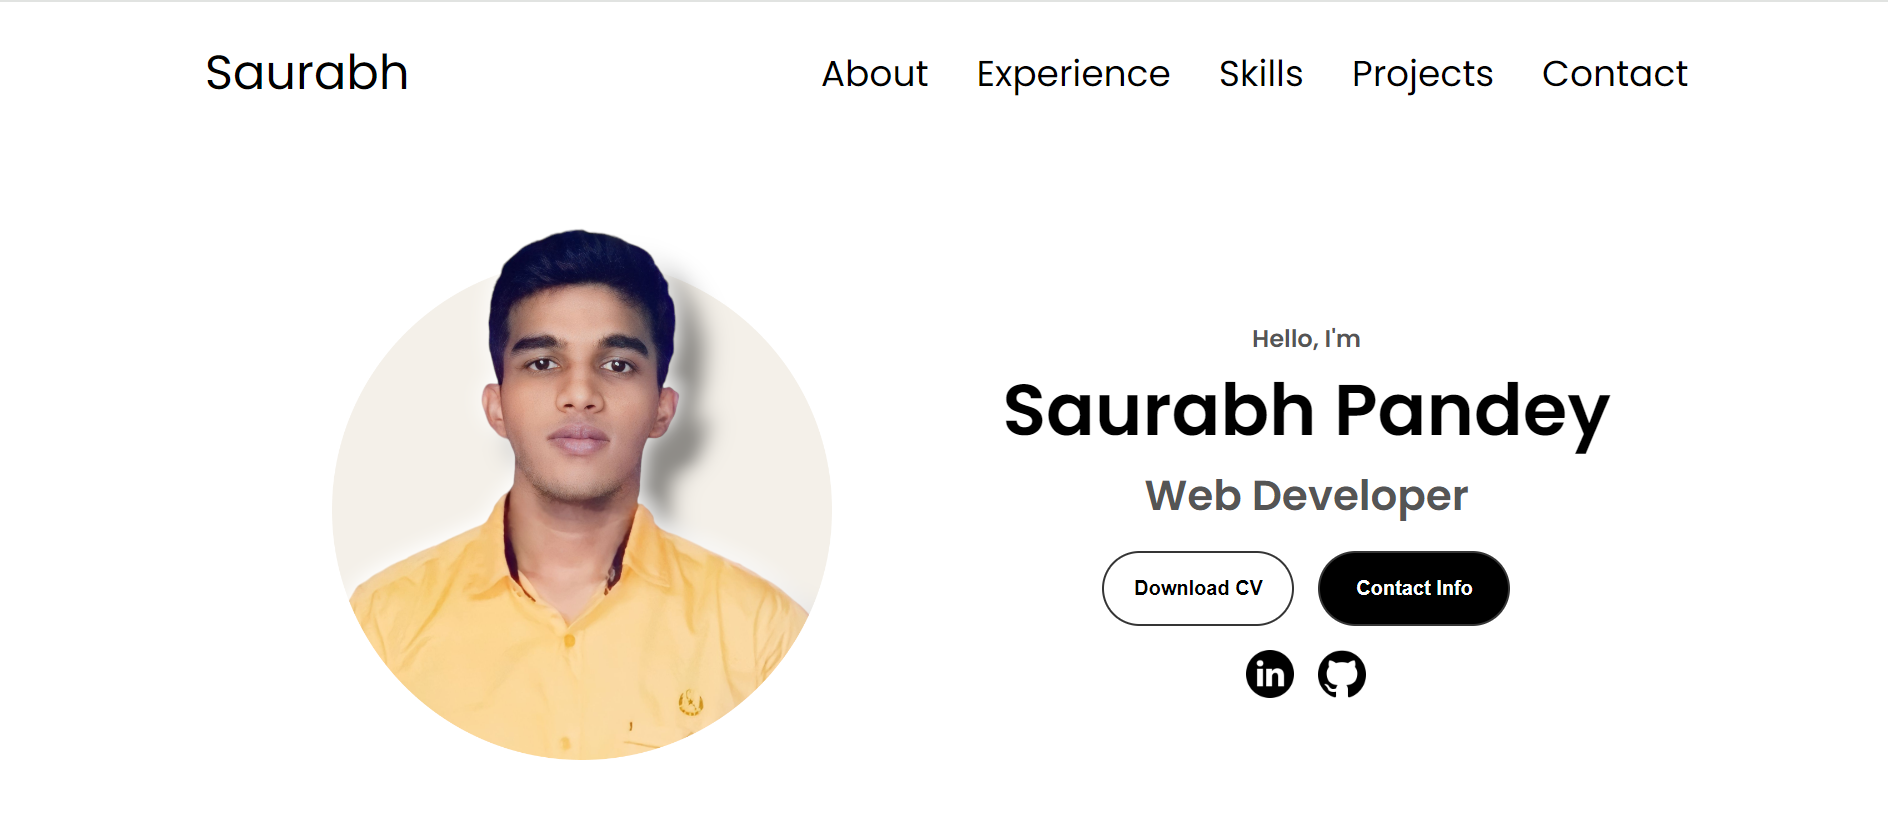 Saurabh
About Experience Skills Projects Contact
Hello, I'm
Saurabh Pandey
Web Developer
Download CV
Contact Info
in